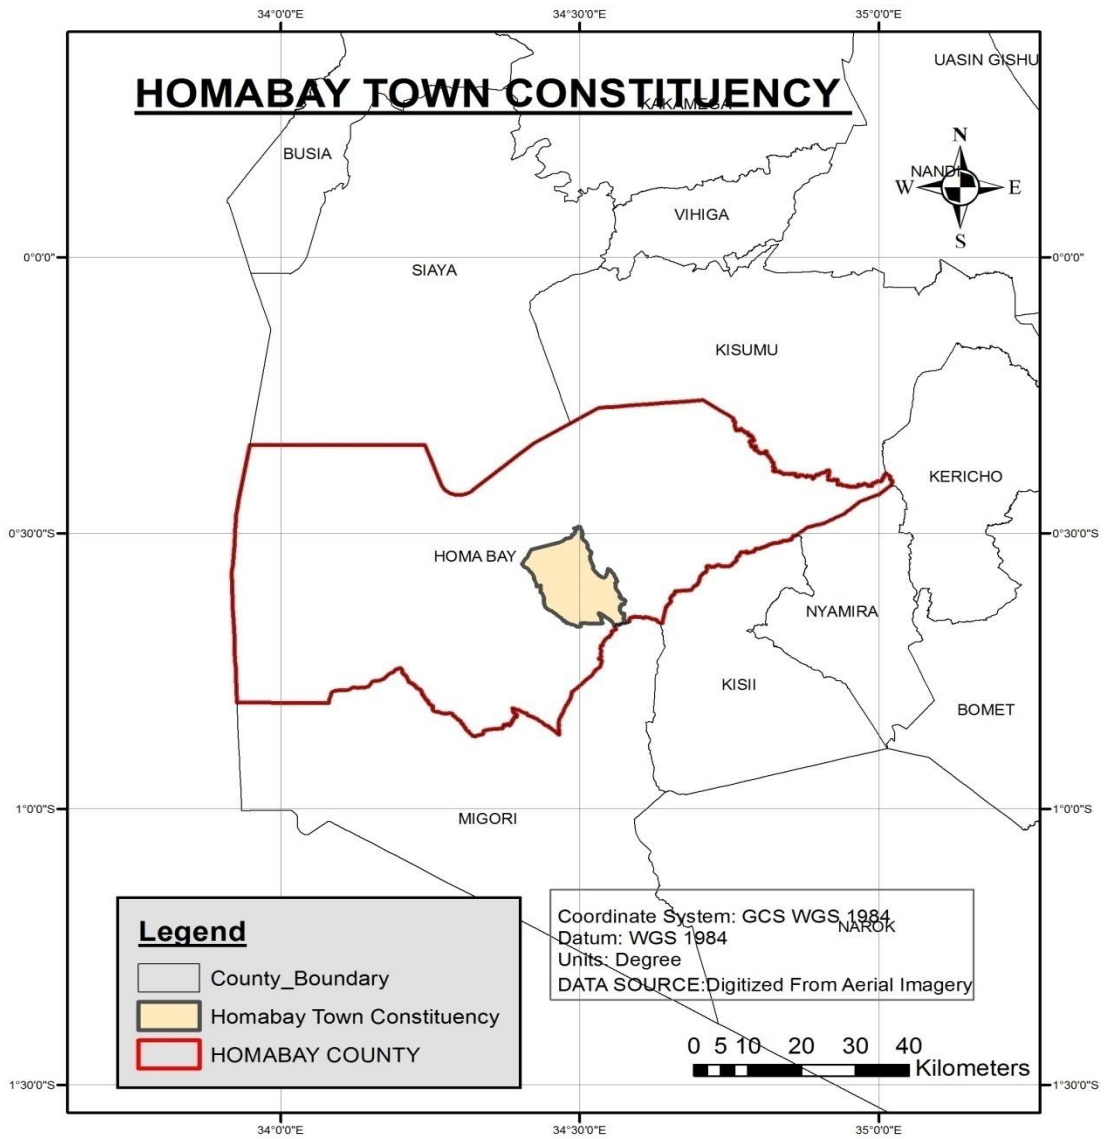 34°0'0"E 34°30'0"E 35°0'0"E
UASIN GISHU
HOMABAY TOWN CONSTITUENCY
KAKAMEGA
N
BUSIA
NANDI
W E
VIHIGA
S
0°0'0" 0°0'0"
SIAYA
KISUMU
KERICHO
0°30'0"S 0°30'0"S
HOMA BAY
NYAMIRA
KISII
BOMET
1°0'0"S 1°0'0"S
MIGORI
Coordinate System: GCS WGS 1984
NAROK
Datum: WGS 1984
Units: Degree
DATA SOURCE:Digitized From Aerial Imagery
Legend
County_Boundary
Homabay Town Constituency
HOMABAY COUNTY
0 5 10 20 30 40
Kilometers
1°30'0"S 1°30'0"S
34°0'0"E 34°30'0"E 35°0'0"E